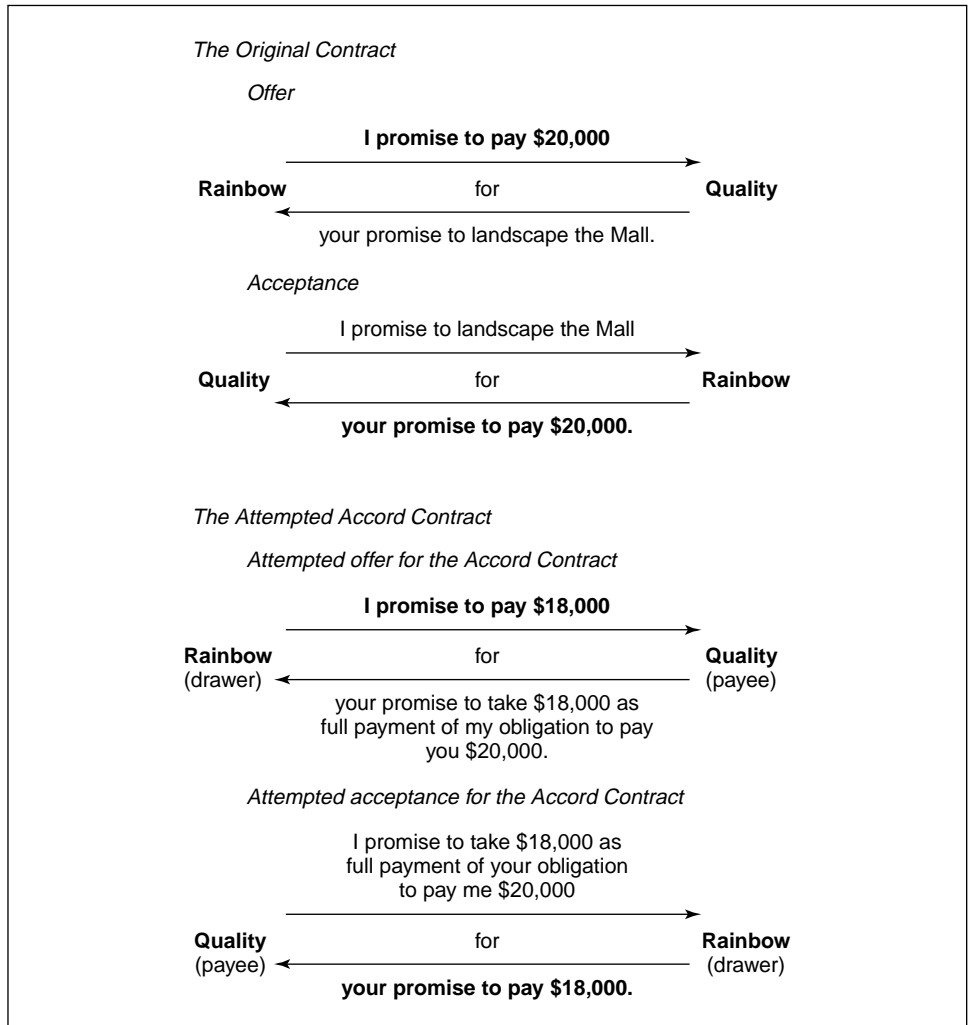 The Original Contract
Offer
I promise to pay $20,000
Rainbow for Quality
your promise to landscape the Mall.
Acceptance
I promise to landscape the Mall
Quality for Rainbow
your promise to pay $20,000.
The Attempted Accord Contract
Attempted offer for the Accord Contract
I promise to pay $18,000
Rainbow for Quality
(drawer) (payee)
your promise to take $18,000 as
full payment of my obligation to pay
you $20,000.
Attempted acceptance for the Accord Contract
I promise to take $18,000 as
full payment of your obligation
to pay me $20,000
Quality for Rainbow
(payee) (drawer)
your promise to pay $18,000.